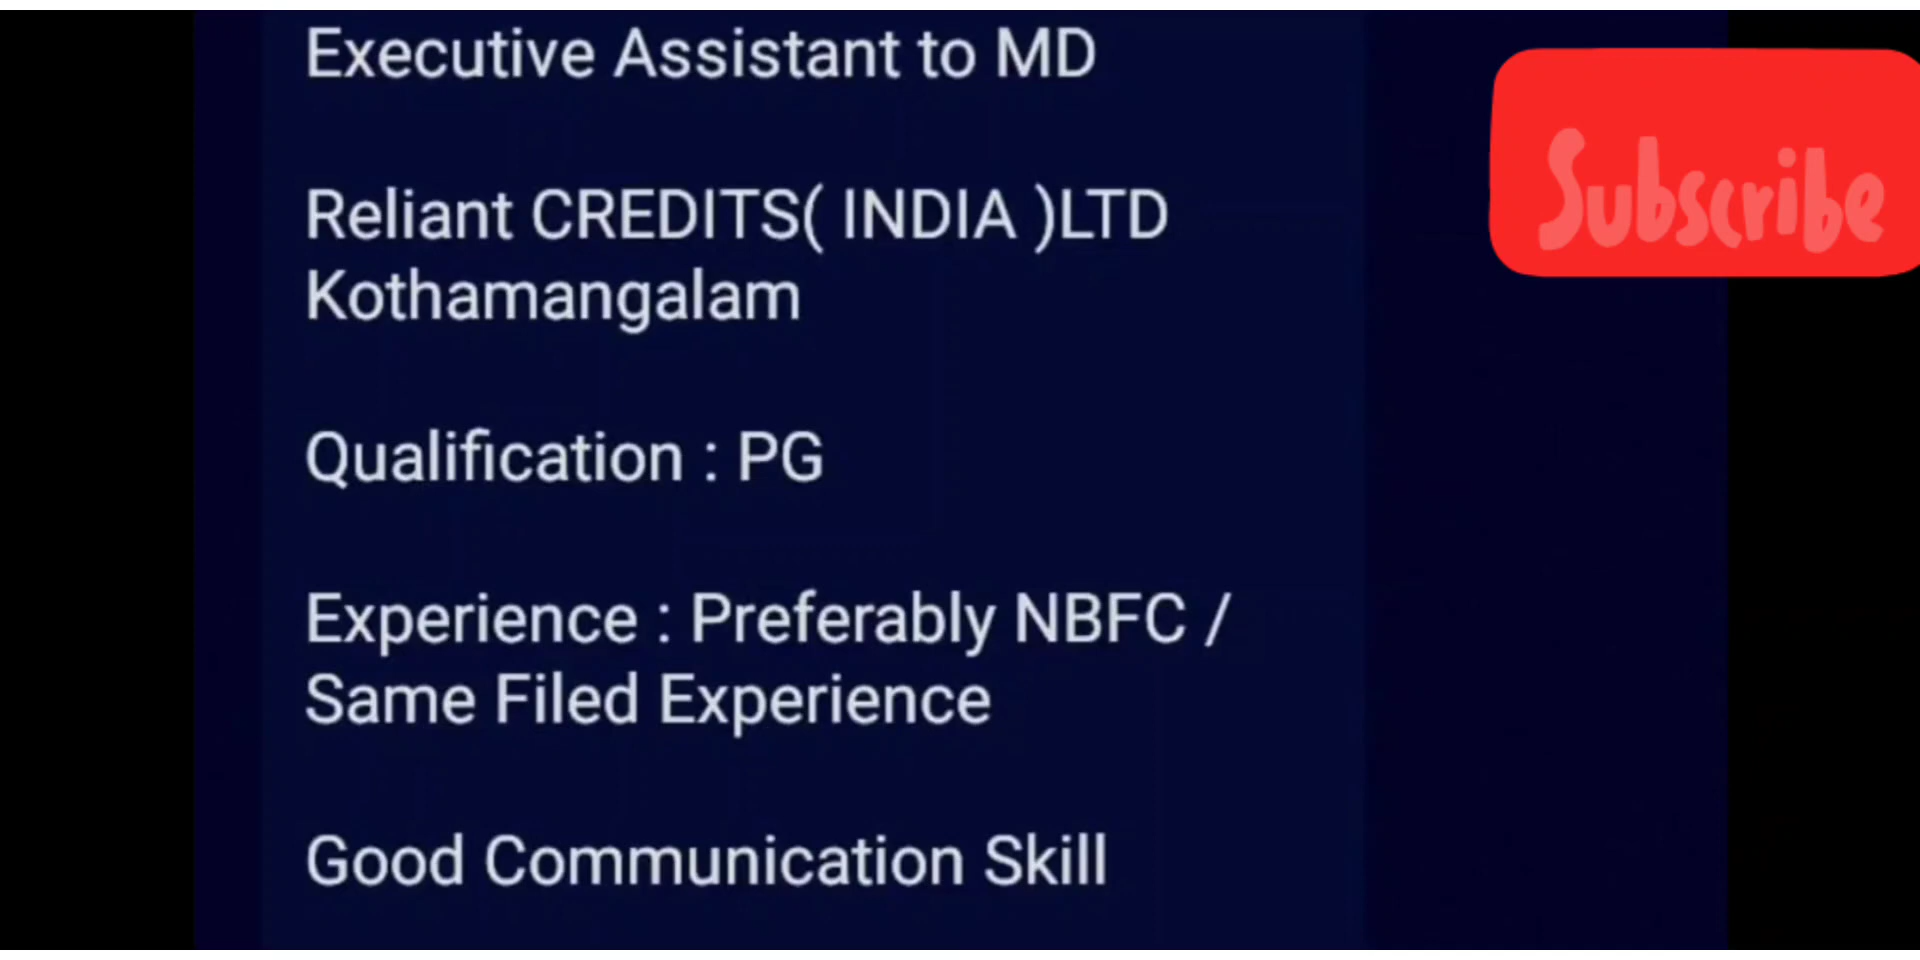 Executive Assistant to MD
Reliant CREDITS( INDIA )LTD
Kothamangalam
Qualification : PG
Experience : Preferably NBFC /
Same Filed Experience
Good Communication Skill
Subscribe